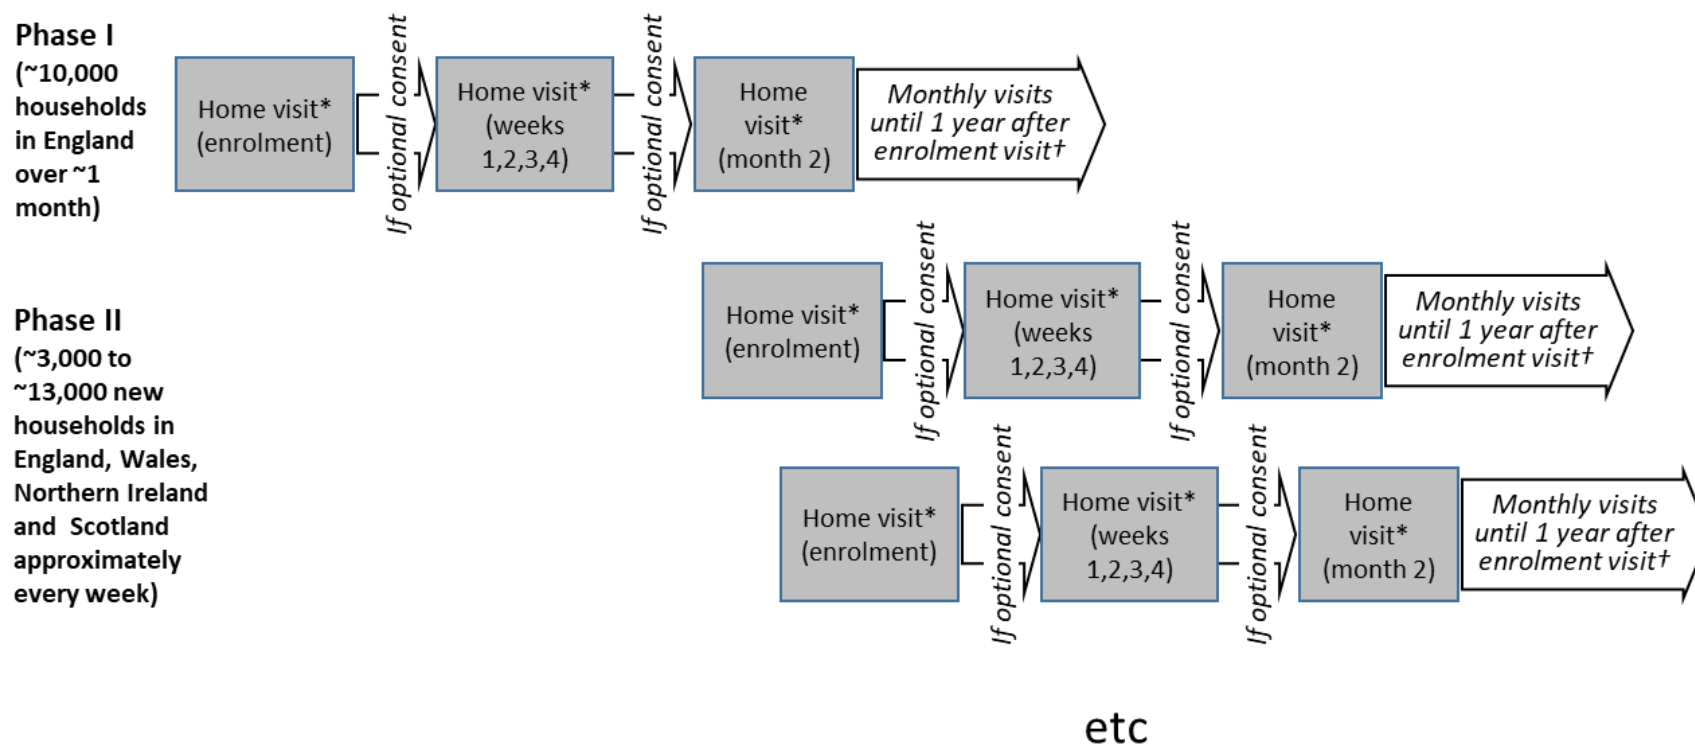 Phase I
(~10,000
households
in England
over ~1
month)
Home visit*
(enrolment)
If optional consent
Home visit*
(weeks
1,2,3,4)
If optional consent
Home
visit*
(month 2)
Monthly visits
until 1 year after
enrolment visit†
Phase II
(~3,000 to
~13,000 new
households in
England, Wales,
Northern Ireland
and Scotland
approximately
every week)
Home visit*
(enrolment)
If optional consent
Home visit*
(weeks
1,2,3,4)
If optional consent
Home
visit*
(month 2)
Monthly visits
until 1 year after
enrolment visit†
Home visit*
(enrolment)
If optional consent
Home visit*
(weeks
1,2,3,4)
If optional consent
Home
visit*
(month 2)
Monthly visits
until 1 year after
enrolment visit†
etc